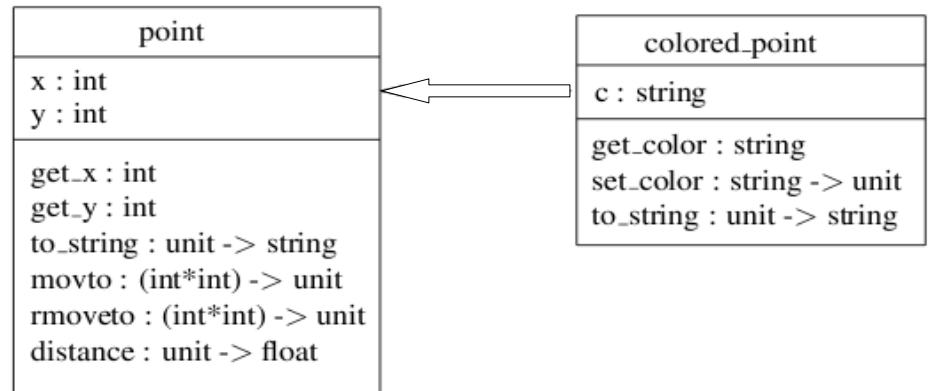 point
x : int
y : int
get_x : int
get_y : int
to_string : unit -> string
movto : (int*int) -> unit
rmoveto : (int*int) -> unit
distance : unit -> float
colored_point
c : string
get_color : string
set_color : string -> unit
to_string : unit -> string